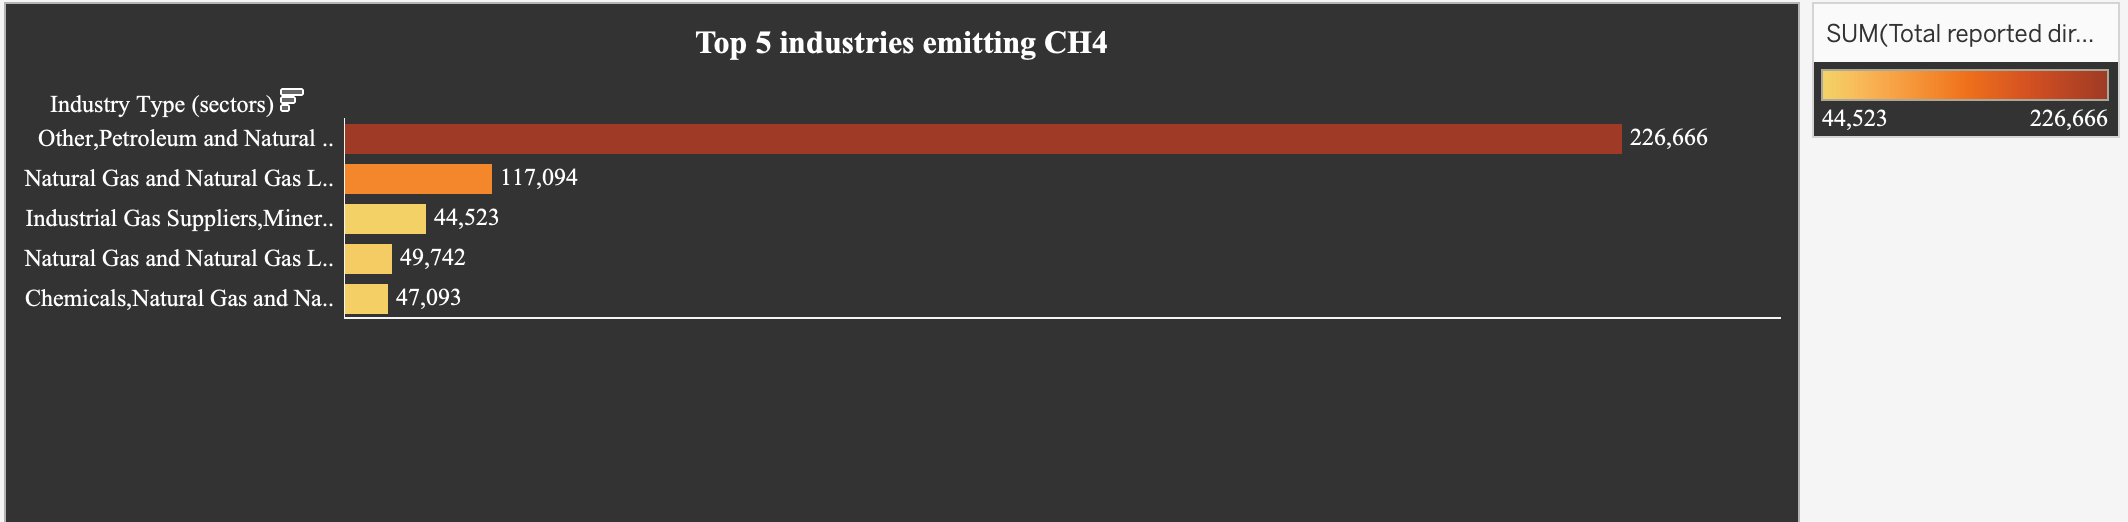 Top 5 industries emitting CH4
SUM(Total reported dir...
44,523 226,666
Industry Type (sectors)
Other,Petroleum and Natural .. 226,666
Natural Gas and Natural Gas L.. 117,094
Industrial Gas Suppliers,Miner.. 44,523
Natural Gas and Natural Gas L.. 49,742
Chemicals,Natural Gas and Na.. 47,093